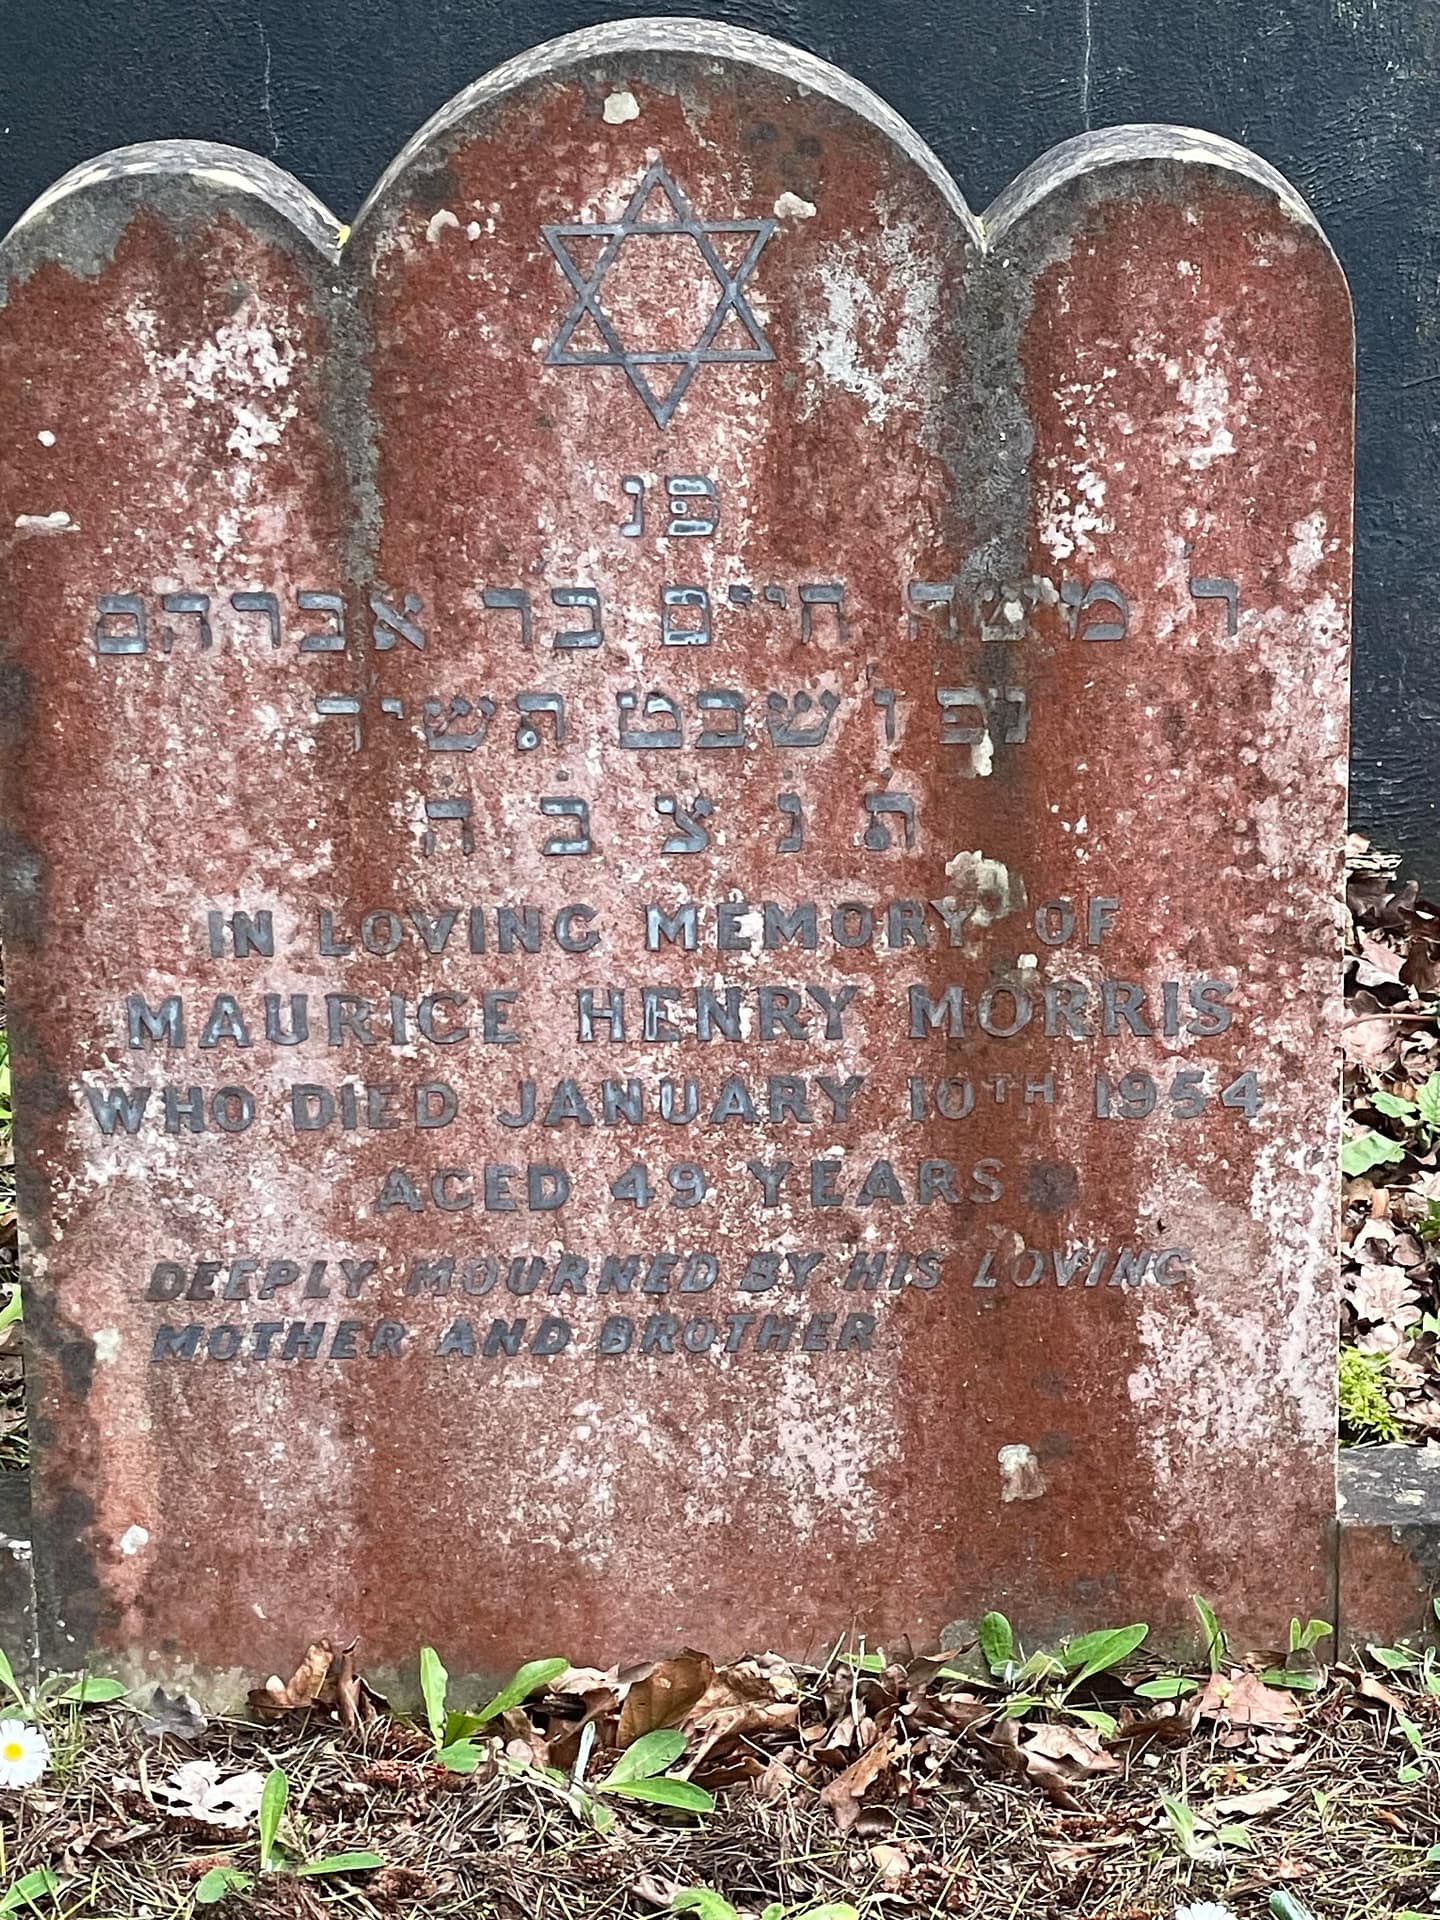 פנ
ר משה חיים בר אברהם
נפ ו שבט תשיד
ת נ צ ב ה
IN LOVING MEMORY OF
MAURICE HENRY MORRIS
WHO DIED JANUARY 10TH 1954
AGED 49 YEARS
DEEPLY MOURNED BY HIS LOVING
MOTHER AND BROTHER